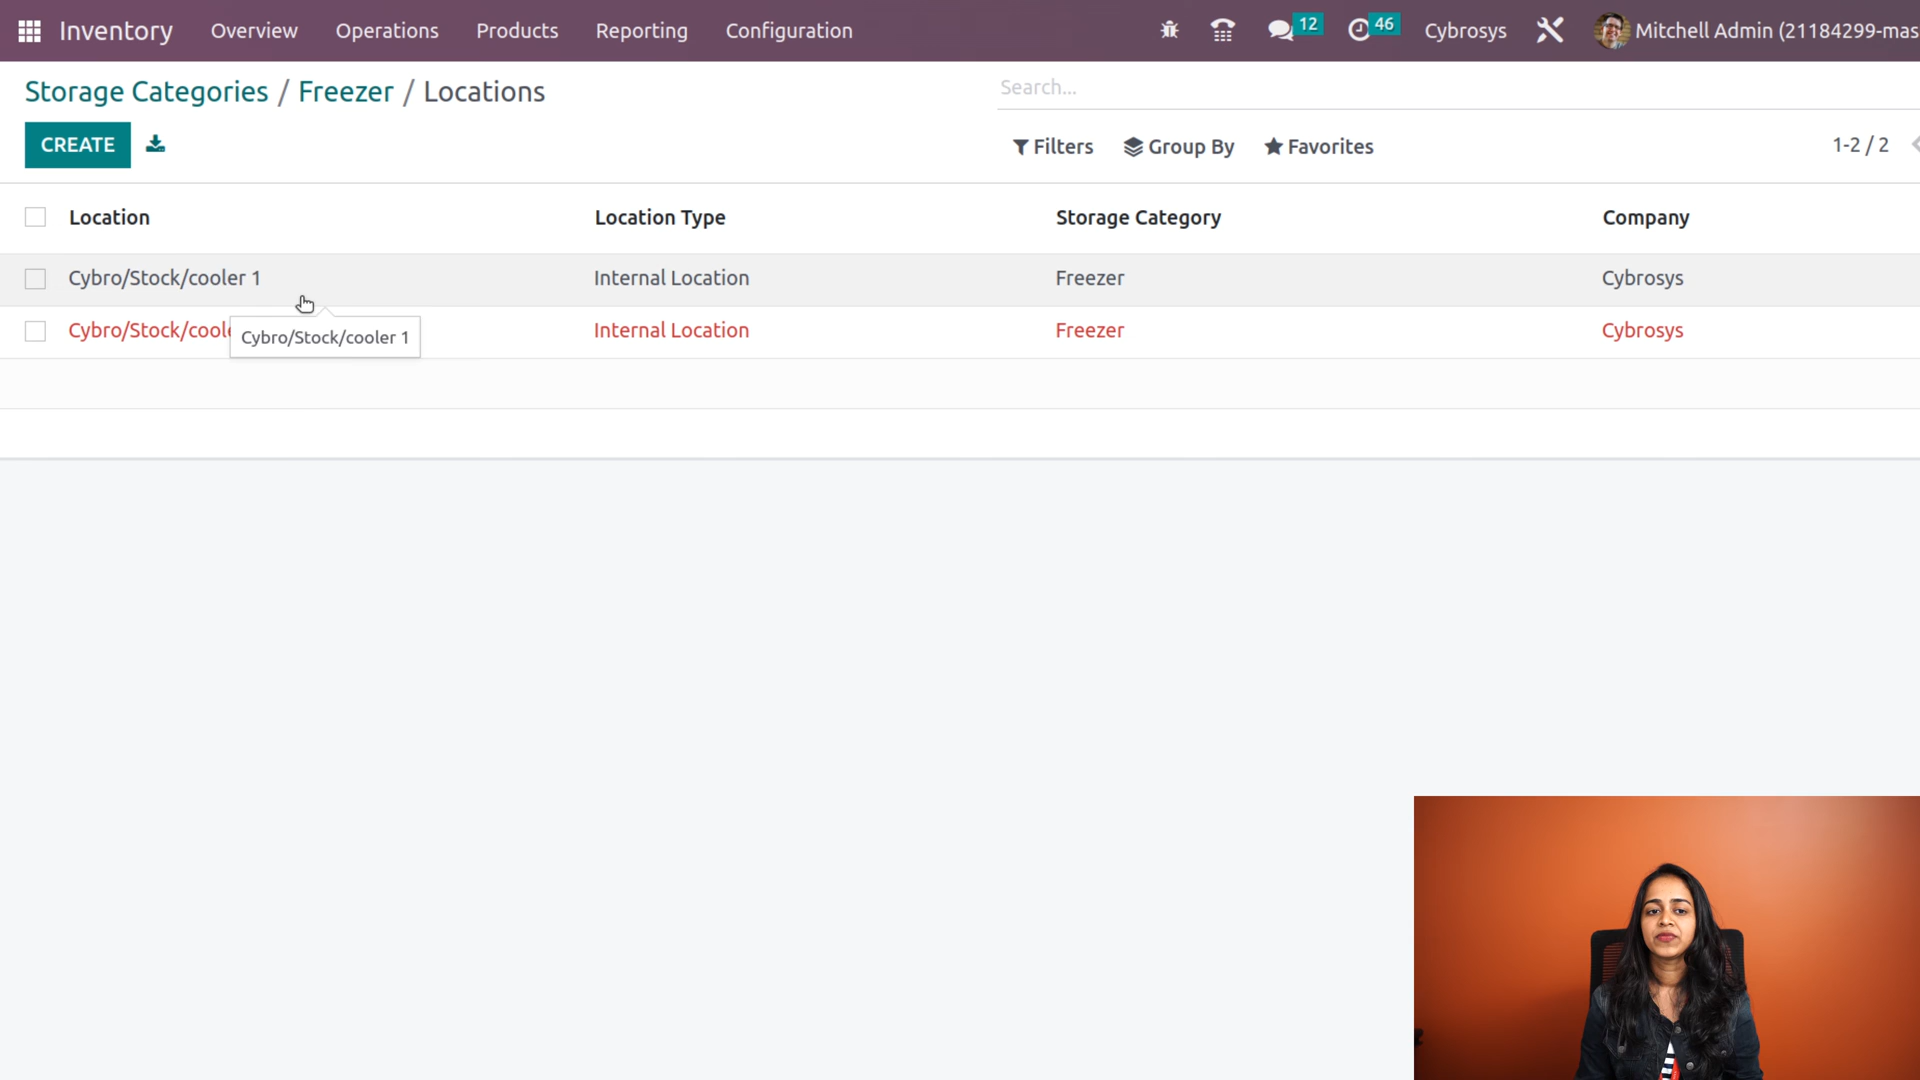 Inventory Overview Operations Products Reporting Configuration 12 46 Cybrosys Mitchell Admin (21184299-mas
Storage Categories / Freezer / Locations
Search...
CREATE
Filters Group By Favorites 1-2 / 2
Location Location Type Storage Category Company
Cybro/Stock/cooler 1 Internal Location Freezer Cybrosys
Cybro/Stock/coole Internal Location Freezer Cybrosys
Cybro/Stock/cooler 1